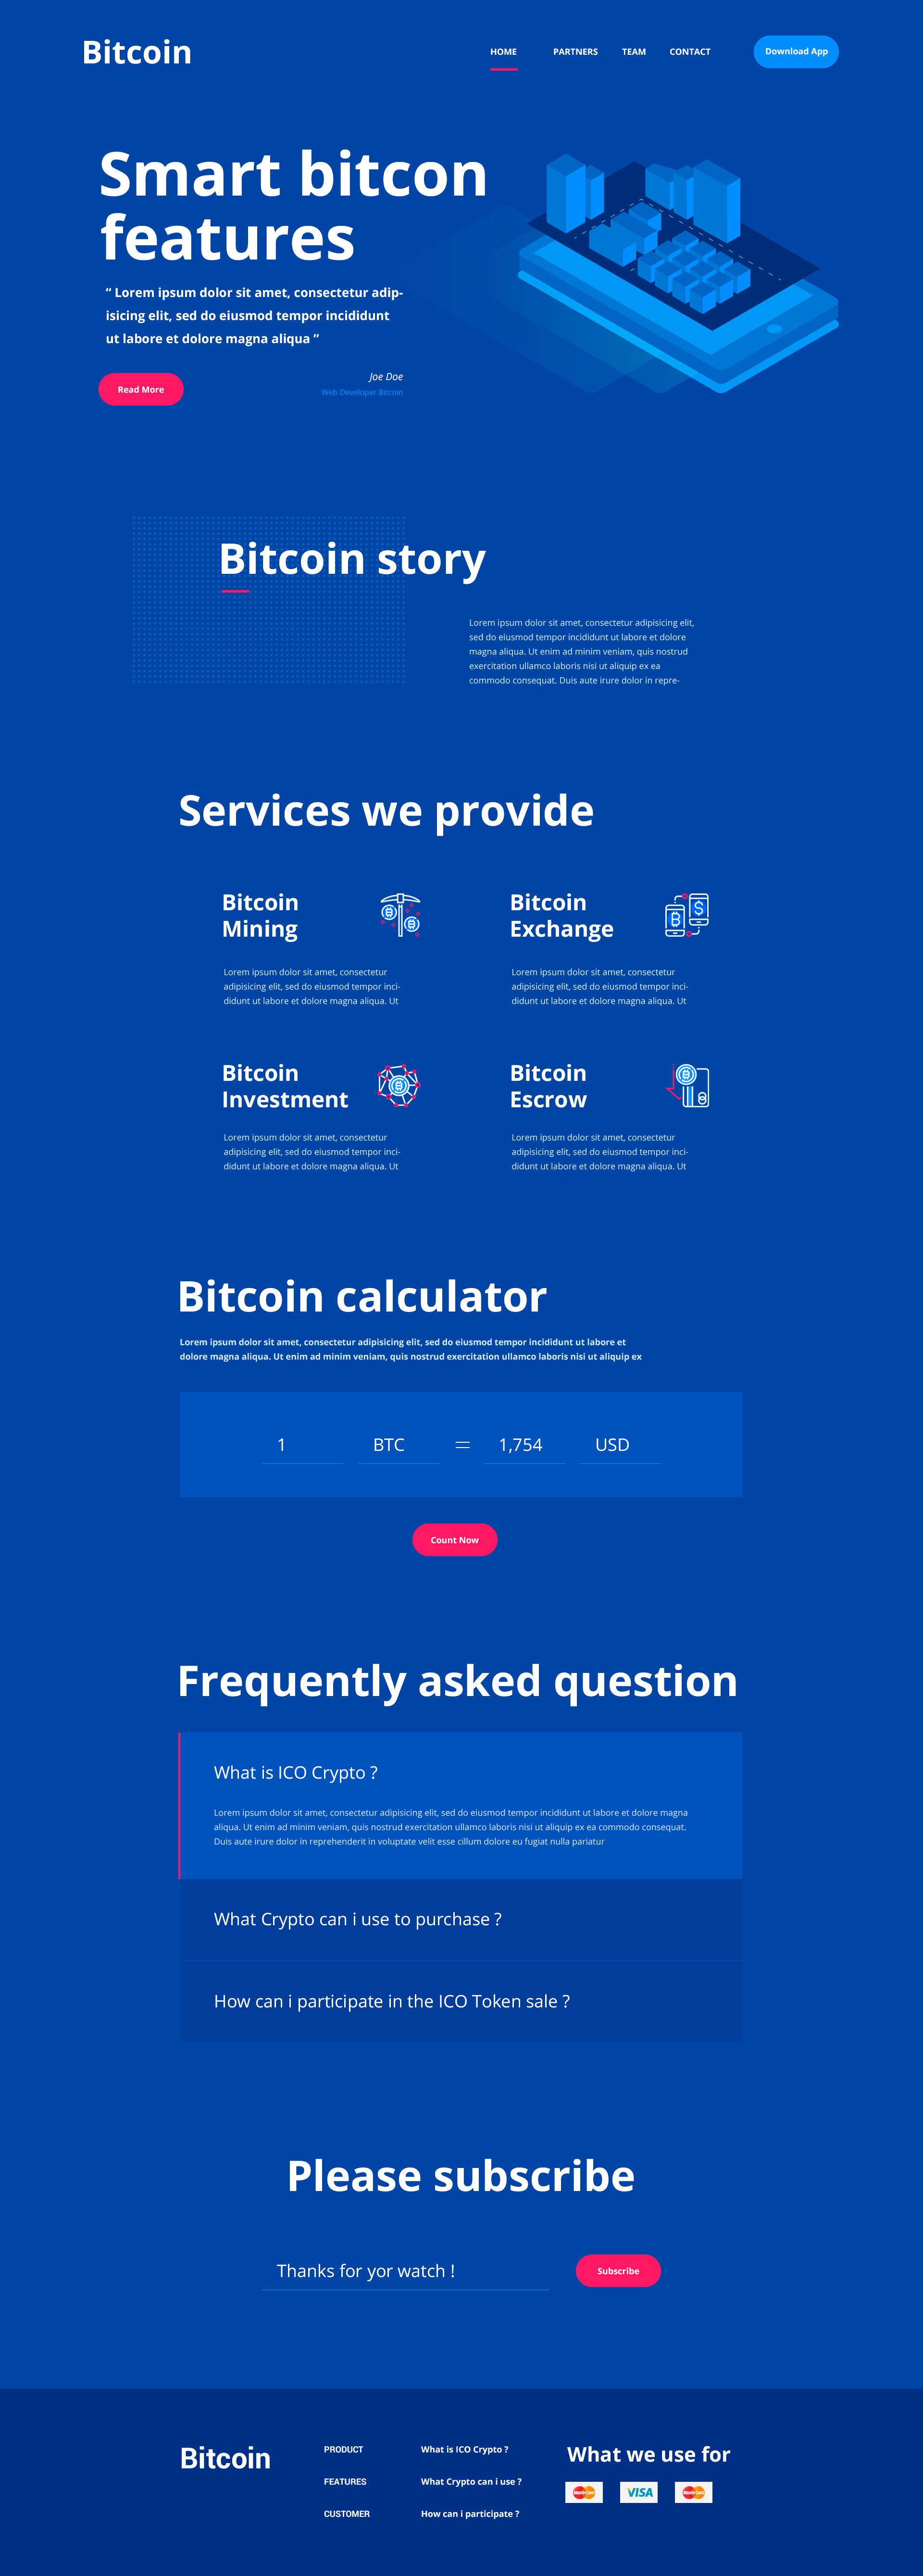 Bitcoin
HOME
PARTNERS
TEAM
CONTACT
Download App
Smart bitcon
features
“ Lorem ipsum dolor sit amet, consectetur adip-
isicing elit, sed do eiusmod tempor incididunt
ut labore et dolore magna aliqua ”
Joe Doe
Web Developer Bitcoin
Read More
Bitcoin story
Lorem ipsum dolor sit amet, consectetur adipisicing elit,
sed do eiusmod tempor incididunt ut labore et dolore
magna aliqua. Ut enim ad minim veniam, quis nostrud
exercitation ullamco laboris nisi ut aliquip ex ea
commodo consequat. Duis aute irure dolor in repre-
Services we provide
Bitcoin
Mining
Lorem ipsum dolor sit amet, consectetur
adipisicing elit, sed do eiusmod tempor inci-
didunt ut labore et dolore magna aliqua. Ut
Bitcoin
Exchange
Lorem ipsum dolor sit amet, consectetur
adipisicing elit, sed do eiusmod tempor inci-
didunt ut labore et dolore magna aliqua. Ut
Bitcoin
Investment
Lorem ipsum dolor sit amet, consectetur
adipisicing elit, sed do eiusmod tempor inci-
didunt ut labore et dolore magna aliqua. Ut
Bitcoin
Escrow
Lorem ipsum dolor sit amet, consectetur
adipisicing elit, sed do eiusmod tempor inci-
didunt ut labore et dolore magna aliqua. Ut
Bitcoin calculator
Lorem ipsum dolor sit amet, consectetur adipisicing elit, sed do eiusmod tempor incididunt ut labore et
dolore magna aliqua. Ut enim ad minim veniam, quis nostrud exercitation ullamco laboris nisi ut aliquip ex
1 BTC = 1,754 USD
Count Now
Frequently asked question
What is ICO Crypto ?
Lorem ipsum dolor sit amet, consectetur adipisicing elit, sed do eiusmod tempor incididunt ut labore et dolore magna
aliqua. Ut enim ad minim veniam, quis nostrud exercitation ullamco laboris nisi ut aliquip ex ea commodo consequat.
Duis aute irure dolor in reprehenderit in voluptate velit esse cillum dolore eu fugiat nulla pariatur
What Crypto can i use to purchase ?
How can i participate in the ICO Token sale ?
Please subscribe
Thanks for yor watch !
Subscribe
Bitcoin
PRODUCT
FEATURES
CUSTOMER
What is ICO Crypto ?
What Crypto can i use ?
How can i participate ?
What we use for
MasterCard
VISA
MasterCard